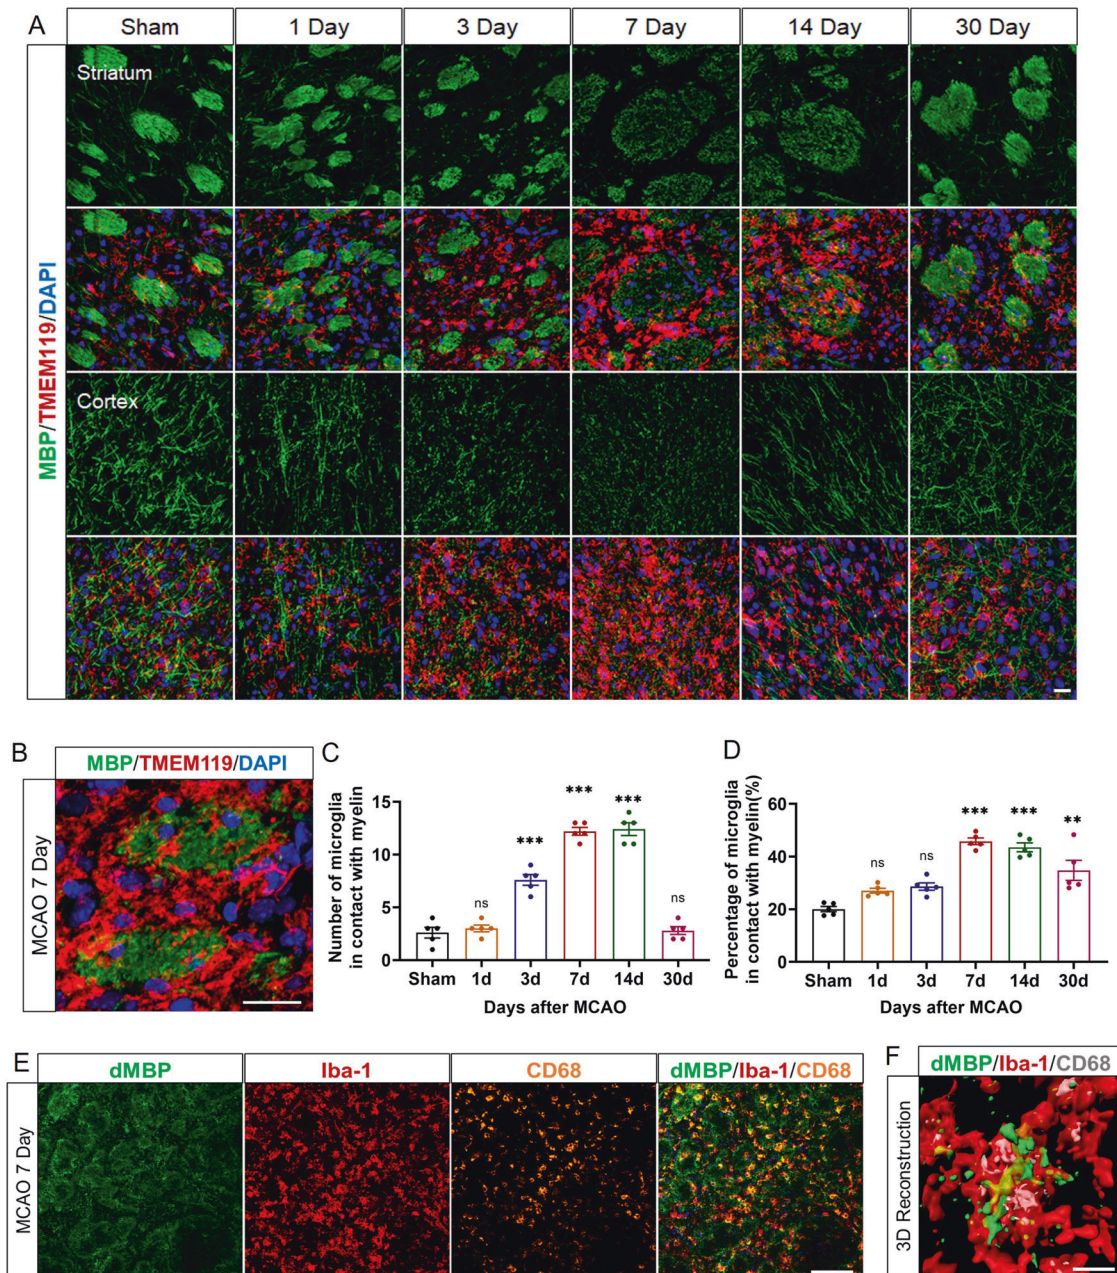 A
Sham
1 Day
3 Day
7 Day
14 Day
30 Day
MBP/TMEM119/DAPI
Striatum
Cortex
B
MBP/TMEM119/DAPI
MCAO 7 Day
C
Number of microglia
in contact with myelin
15
10
5
0
ns
***
***
***
ns
Sham
1d
3d
7d
14d
30d
Days after MCAO
D
Percentage of microglia
in contact with myelin(%)
60
40
20
0
ns
ns
***
***
**
Sham
1d
3d
7d
14d
30d
Days after MCAO
E
dMBP
Iba-1
CD68
dMBP/Iba-1/CD68
MCAO 7 Day
F
dMBP/Iba-1/CD68
3D Reconstruction